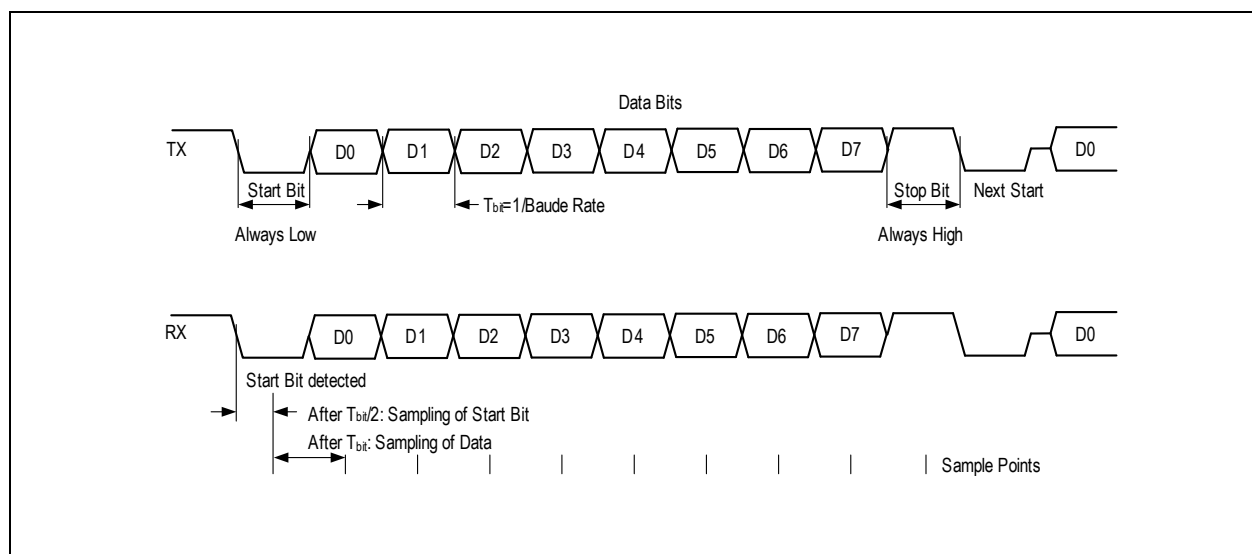 Data Bits
TX D0 D1 D2 D3 D4 D5 D6 D7 D0
Start Bit Stop Bit Next Start
Tbit=1/Baude Rate
Always Low Always High
RX D0 D1 D2 D3 D4 D5 D6 D7 D0
Start Bit detected
After Tbit/2: Sampling of Start Bit
After Tbit: Sampling of Data
Sample Points